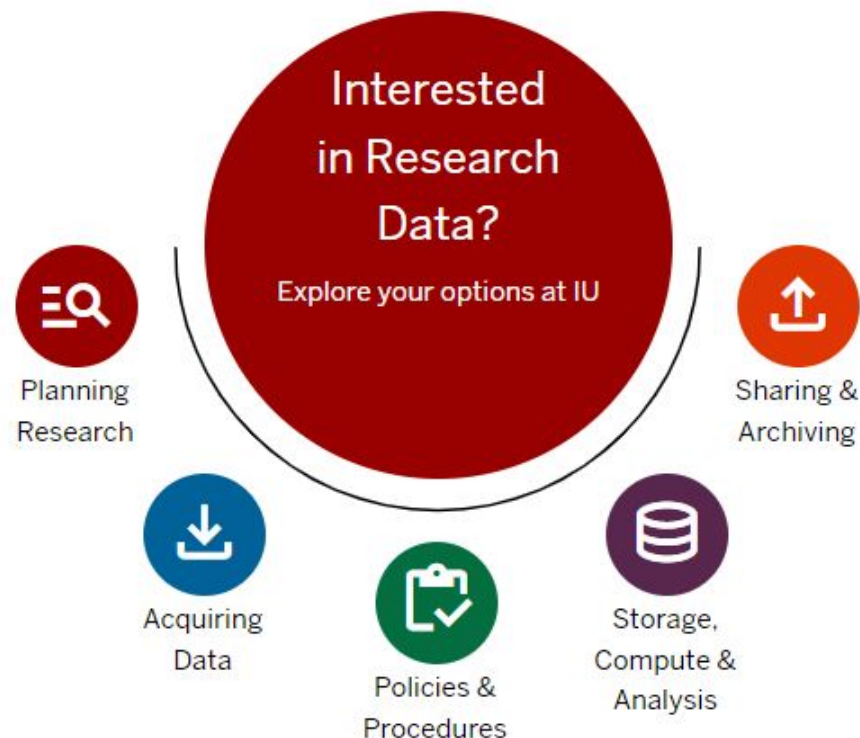 Interested
in Research
Data?
Explore your options at IU
Planning
Research
Acquiring
Data
Policies &
Procedures
Storage,
Compute &
Analysis
Sharing &
Archiving